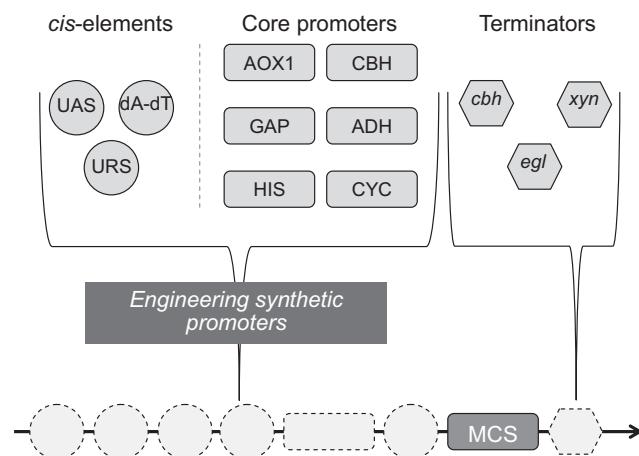 cis-elements
Core promoters
Terminators
UAS
dA-dT
URS
AOX1
CBH
GAP
ADH
HIS
CYC
cbh
xyn
egl
Engineering synthetic
promoters
MCS